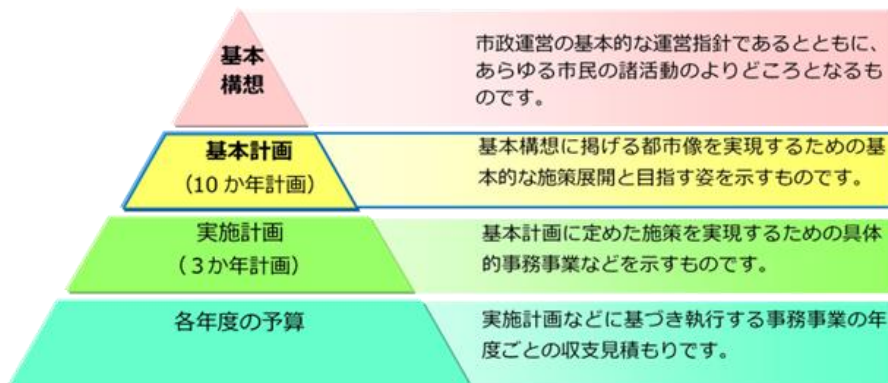 基本
構想
市政運営の基本的な運営指針であるとともに、
あらゆる市民の諸活動のよりどころとなるも
のです。
基本計画
（10 か年計画）
基本構想に掲げる都市像を実現するための基
本的な施策展開と目指す姿を示すものです。
実施計画
（３か年計画）
基本計画に定めた施策を実現するための具体
的事務事業などを示すものです。
各年度の予算
実施計画などに基づき執行する事務事業の年
度ごとの収支見積もりです。